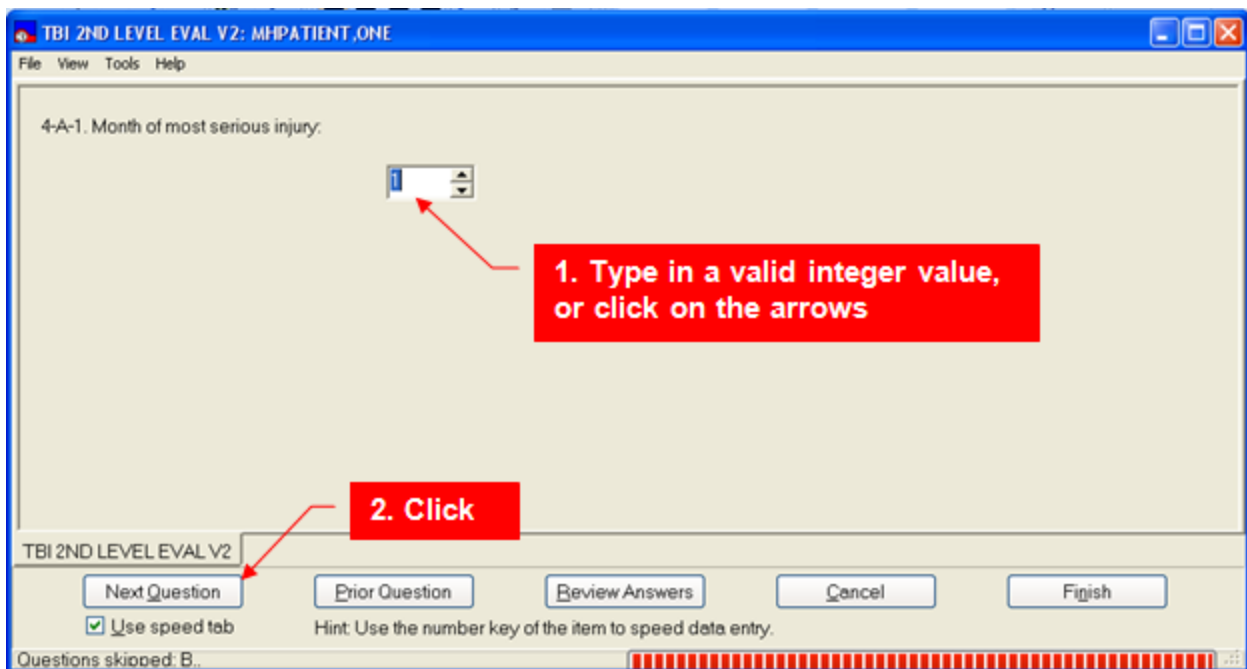 TBI 2ND LEVEL EVAL V2: MHPATIENT,ONE
File View Tools Help
4-A-1. Month of most serious injury:
1
1. Type in a valid integer value,
or click on the arrows
2. Click
TBI 2ND LEVEL EVAL V2
Next Question Prior Question Review Answers Cancel Finish
Use speed tab Hint: Use the number key of the item to speed data entry.
Questions skipped: B..